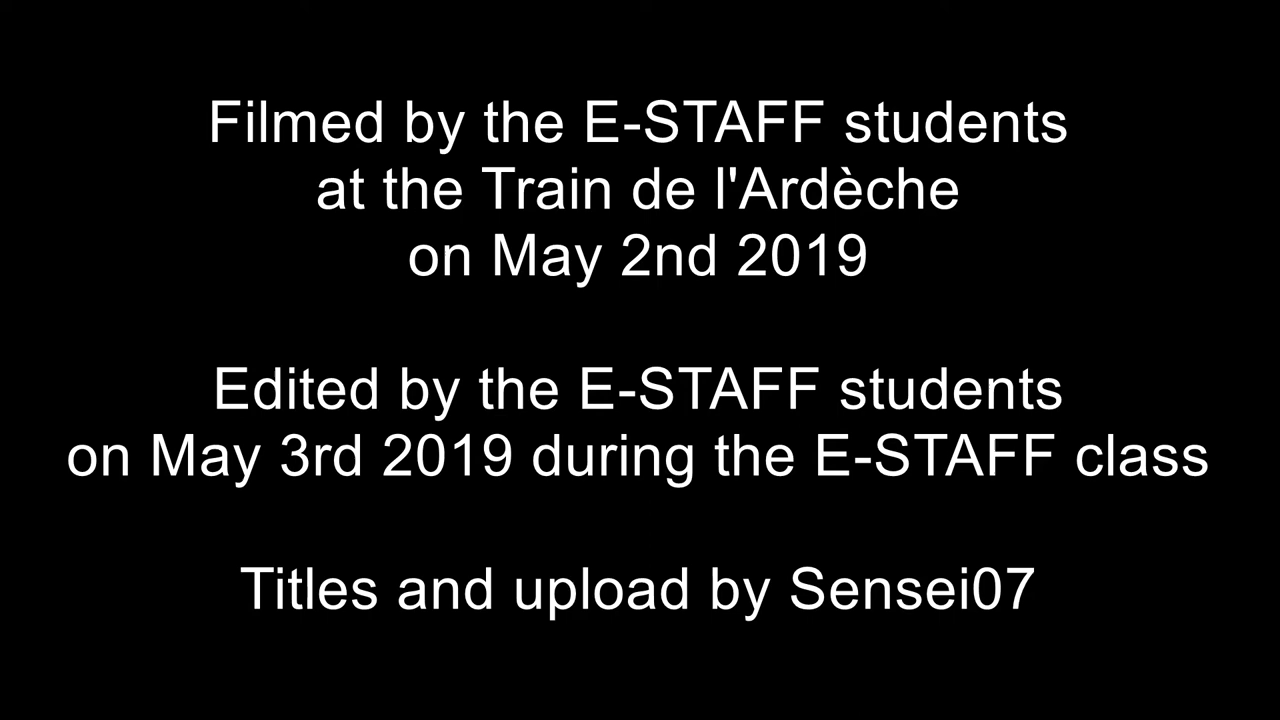 Filmed by the E-STAFF students
at the Train de l'Ardèche
on May 2nd 2019
Edited by the E-STAFF students
on May 3rd 2019 during the E-STAFF class
Titles and upload by Sensei07